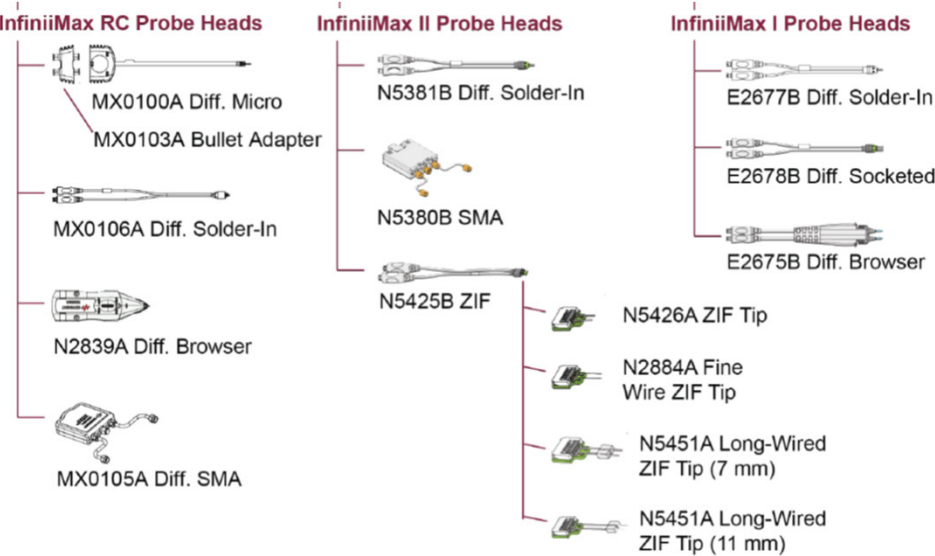 InfiniiMax RC Probe Heads
MX0100A Diff. Micro
MX0103A Bullet Adapter
MX0106A Diff. Solder-In
N2839A Diff. Browser
MX0105A Diff. SMA
InfiniiMax II Probe Heads
N5381B Diff. Solder-In
N5380B SMA
N5425B ZIF
N5426A ZIF Tip
N2884A Fine
Wire ZIF Tip
N5451A Long-Wired
ZIF Tip (7 mm)
N5451A Long-Wired
ZIF Tip (11 mm)
InfiniiMax I Probe Heads
E2677B Diff. Solder-In
E2678B Diff. Socketed
E2675B Diff. Browser